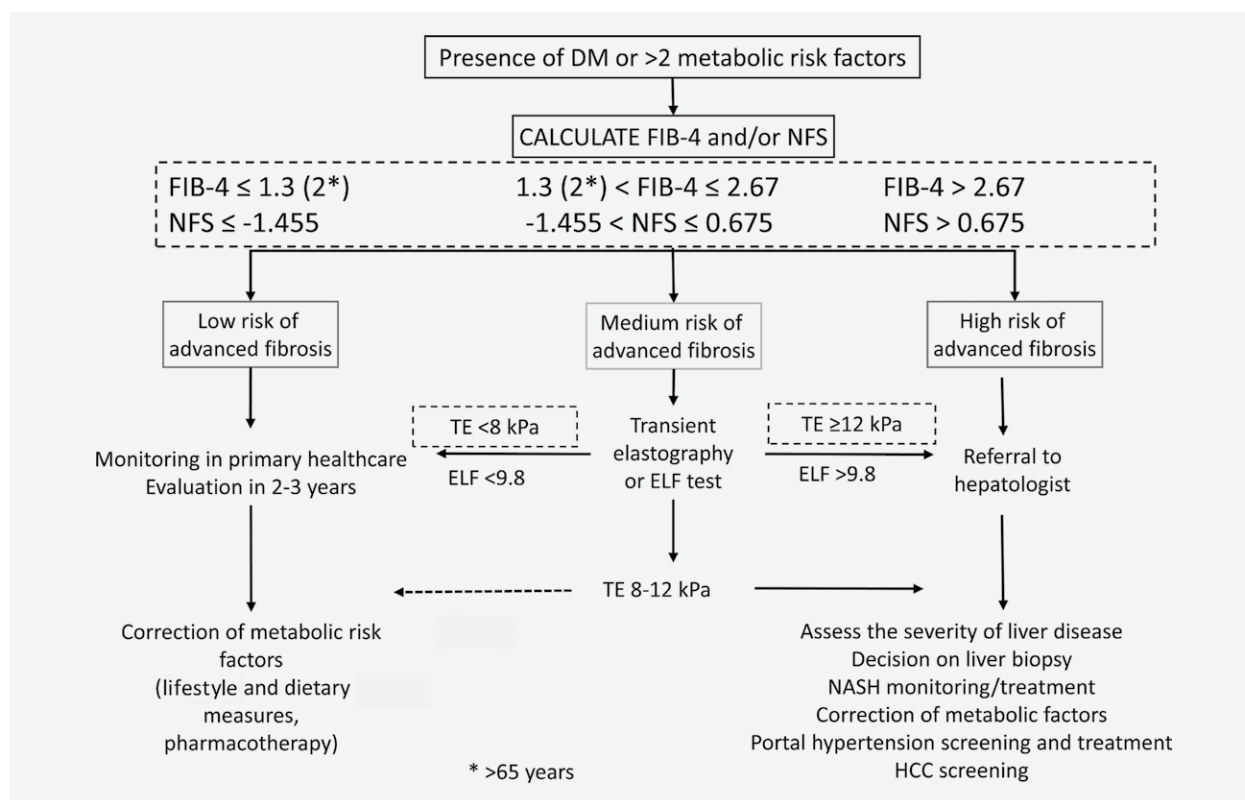 Presence of DM or >2 metabolic risk factors
CALCULATE FIB-4 and/or NFS
FIB-4 ≤ 1.3 (2*)
NFS ≤ -1.455
1.3 (2*) < FIB-4 ≤ 2.67
-1.455 < NFS ≤ 0.675
FIB-4 > 2.67
NFS > 0.675
Low risk of
advanced fibrosis
Medium risk of
advanced fibrosis
High risk of
advanced fibrosis
Monitoring in primary healthcare
Evaluation in 2-3 years
TE <8 kPa
ELF <9.8
Transient
elastography
or ELF test
TE ≥12 kPa
ELF >9.8
Referral to
hepatologist
TE 8-12 kPa
Correction of metabolic risk
factors
(lifestyle and dietary
measures,
pharmacotherapy)
Assess the severity of liver disease
Decision on liver biopsy
NASH monitoring/treatment
Correction of metabolic factors
Portal hypertension screening and treatment
HCC screening
* >65 years